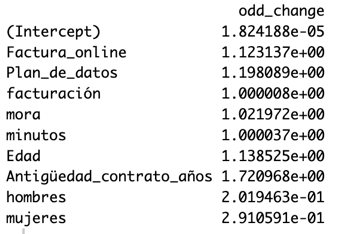 odd_change
(Intercept) 1.824188e-05
Factura_online 1.123137e+00
Plan_de_datos 1.198089e+01
facturación 1.000008e+00
mora 1.021972e+00
minutos 1.000037e+00
Edad 1.138525e+00
Antigüedad_contrato_años 1.720968e+00
hombres 2.019463e-01
mujeres 2.910591e-01